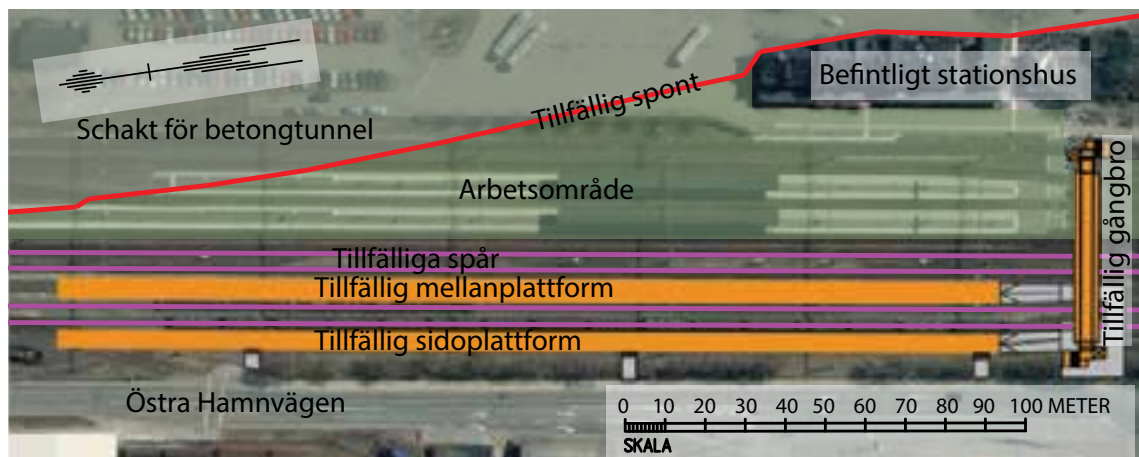 Befintligt stationshus
Tillfällig spont
Schakt för betongtunnel
Arbetsområde
Tillfällig gångbro
Tillfälliga spår
Tillfällig mellanplattform
Tillfällig sidoplattform
Östra Hamnvägen
0 10 20 30 40 50 60 70 80 90 100 METER
SKALA